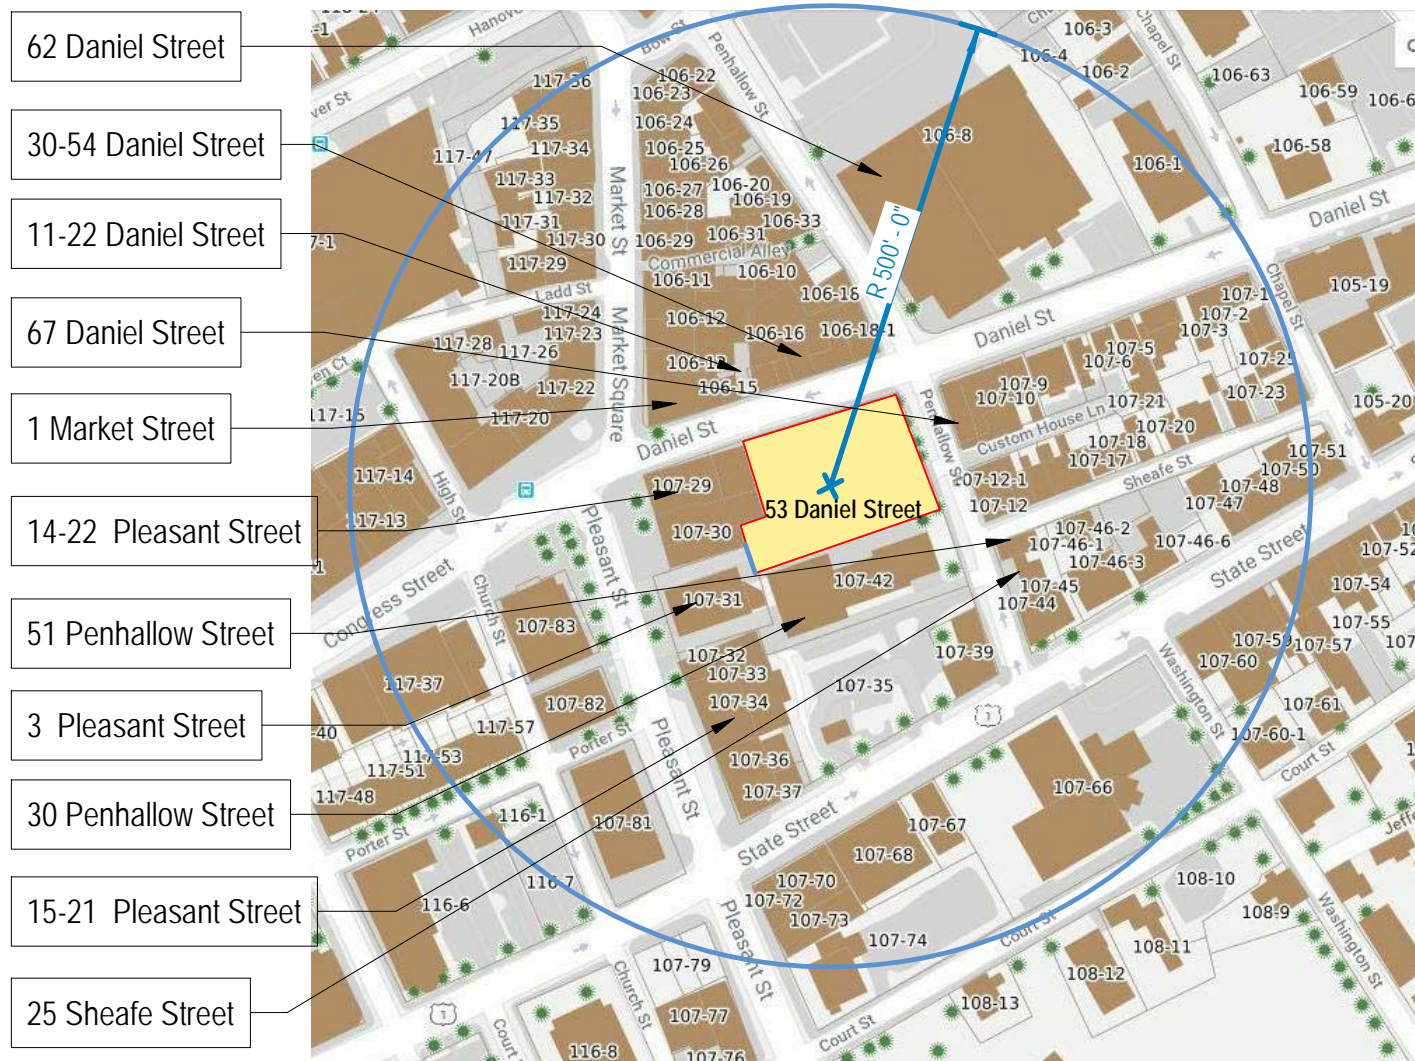 62 Daniel Street
30-54 Daniel Street
11-22 Daniel Street
67 Daniel Street
1 Market Street
14-22 Pleasant Street
51 Penhallow Street
3 Pleasant Street
30 Penhallow Street
15-21 Pleasant Street
25 Sheafe Street
53 Daniel Street
R 500' - 0"
Bow St
Penhallow St
Chapel St
Market St
Market Square
Commercial Alley
Ladd St
Daniel St
Daniel St
Daniel St
Chapel St
Penhallow St
Custom House Ln
Sheafe St
State Street
High St
Congress Street
Church St
Pleasant St
Porter St
Porter St
Pleasant St
State Street
Washington St
Court St
Court St
Court St
Washington St
Pleasant St
Church St
117-36
106-22
106-23
106-4
106-3
106-2
106-63
106-59
106-58
117-35
117-34
117-47
117-33
117-32
117-31
117-30
117-29
106-24
106-25
106-26
106-27
106-28
106-20
106-19
106-33
106-29
106-31
106-11
106-10
106-18
106-8
106-1
105-19
117-24
117-23
117-28
117-26
117-20B
117-22
117-20
106-12
106-16
106-18-1
106-15
107-1
107-2
107-3
107-5
107-6
107-25
107-9
107-10
107-21
107-23
105-20
117-15
117-14
117-13
107-29
107-30
107-20
107-18
107-17
107-51
107-50
107-48
107-47
107-12-1
107-12
107-46-2
107-46-1
107-46-6
107-46-3
107-45
107-44
107-42
107-31
107-83
107-82
107-32
107-33
107-34
107-35
107-39
107-36
107-37
107-54
107-55
107-57
107-59
107-60
107-61
107-60-1
107-66
107-67
107-68
107-70
107-72
107-73
107-74
117-37
117-57
117-53
117-51
117-48
116-1
107-81
116-7
116-6
107-79
107-77
107-76
116-8
108-10
108-9
108-11
108-12
108-13
1
1